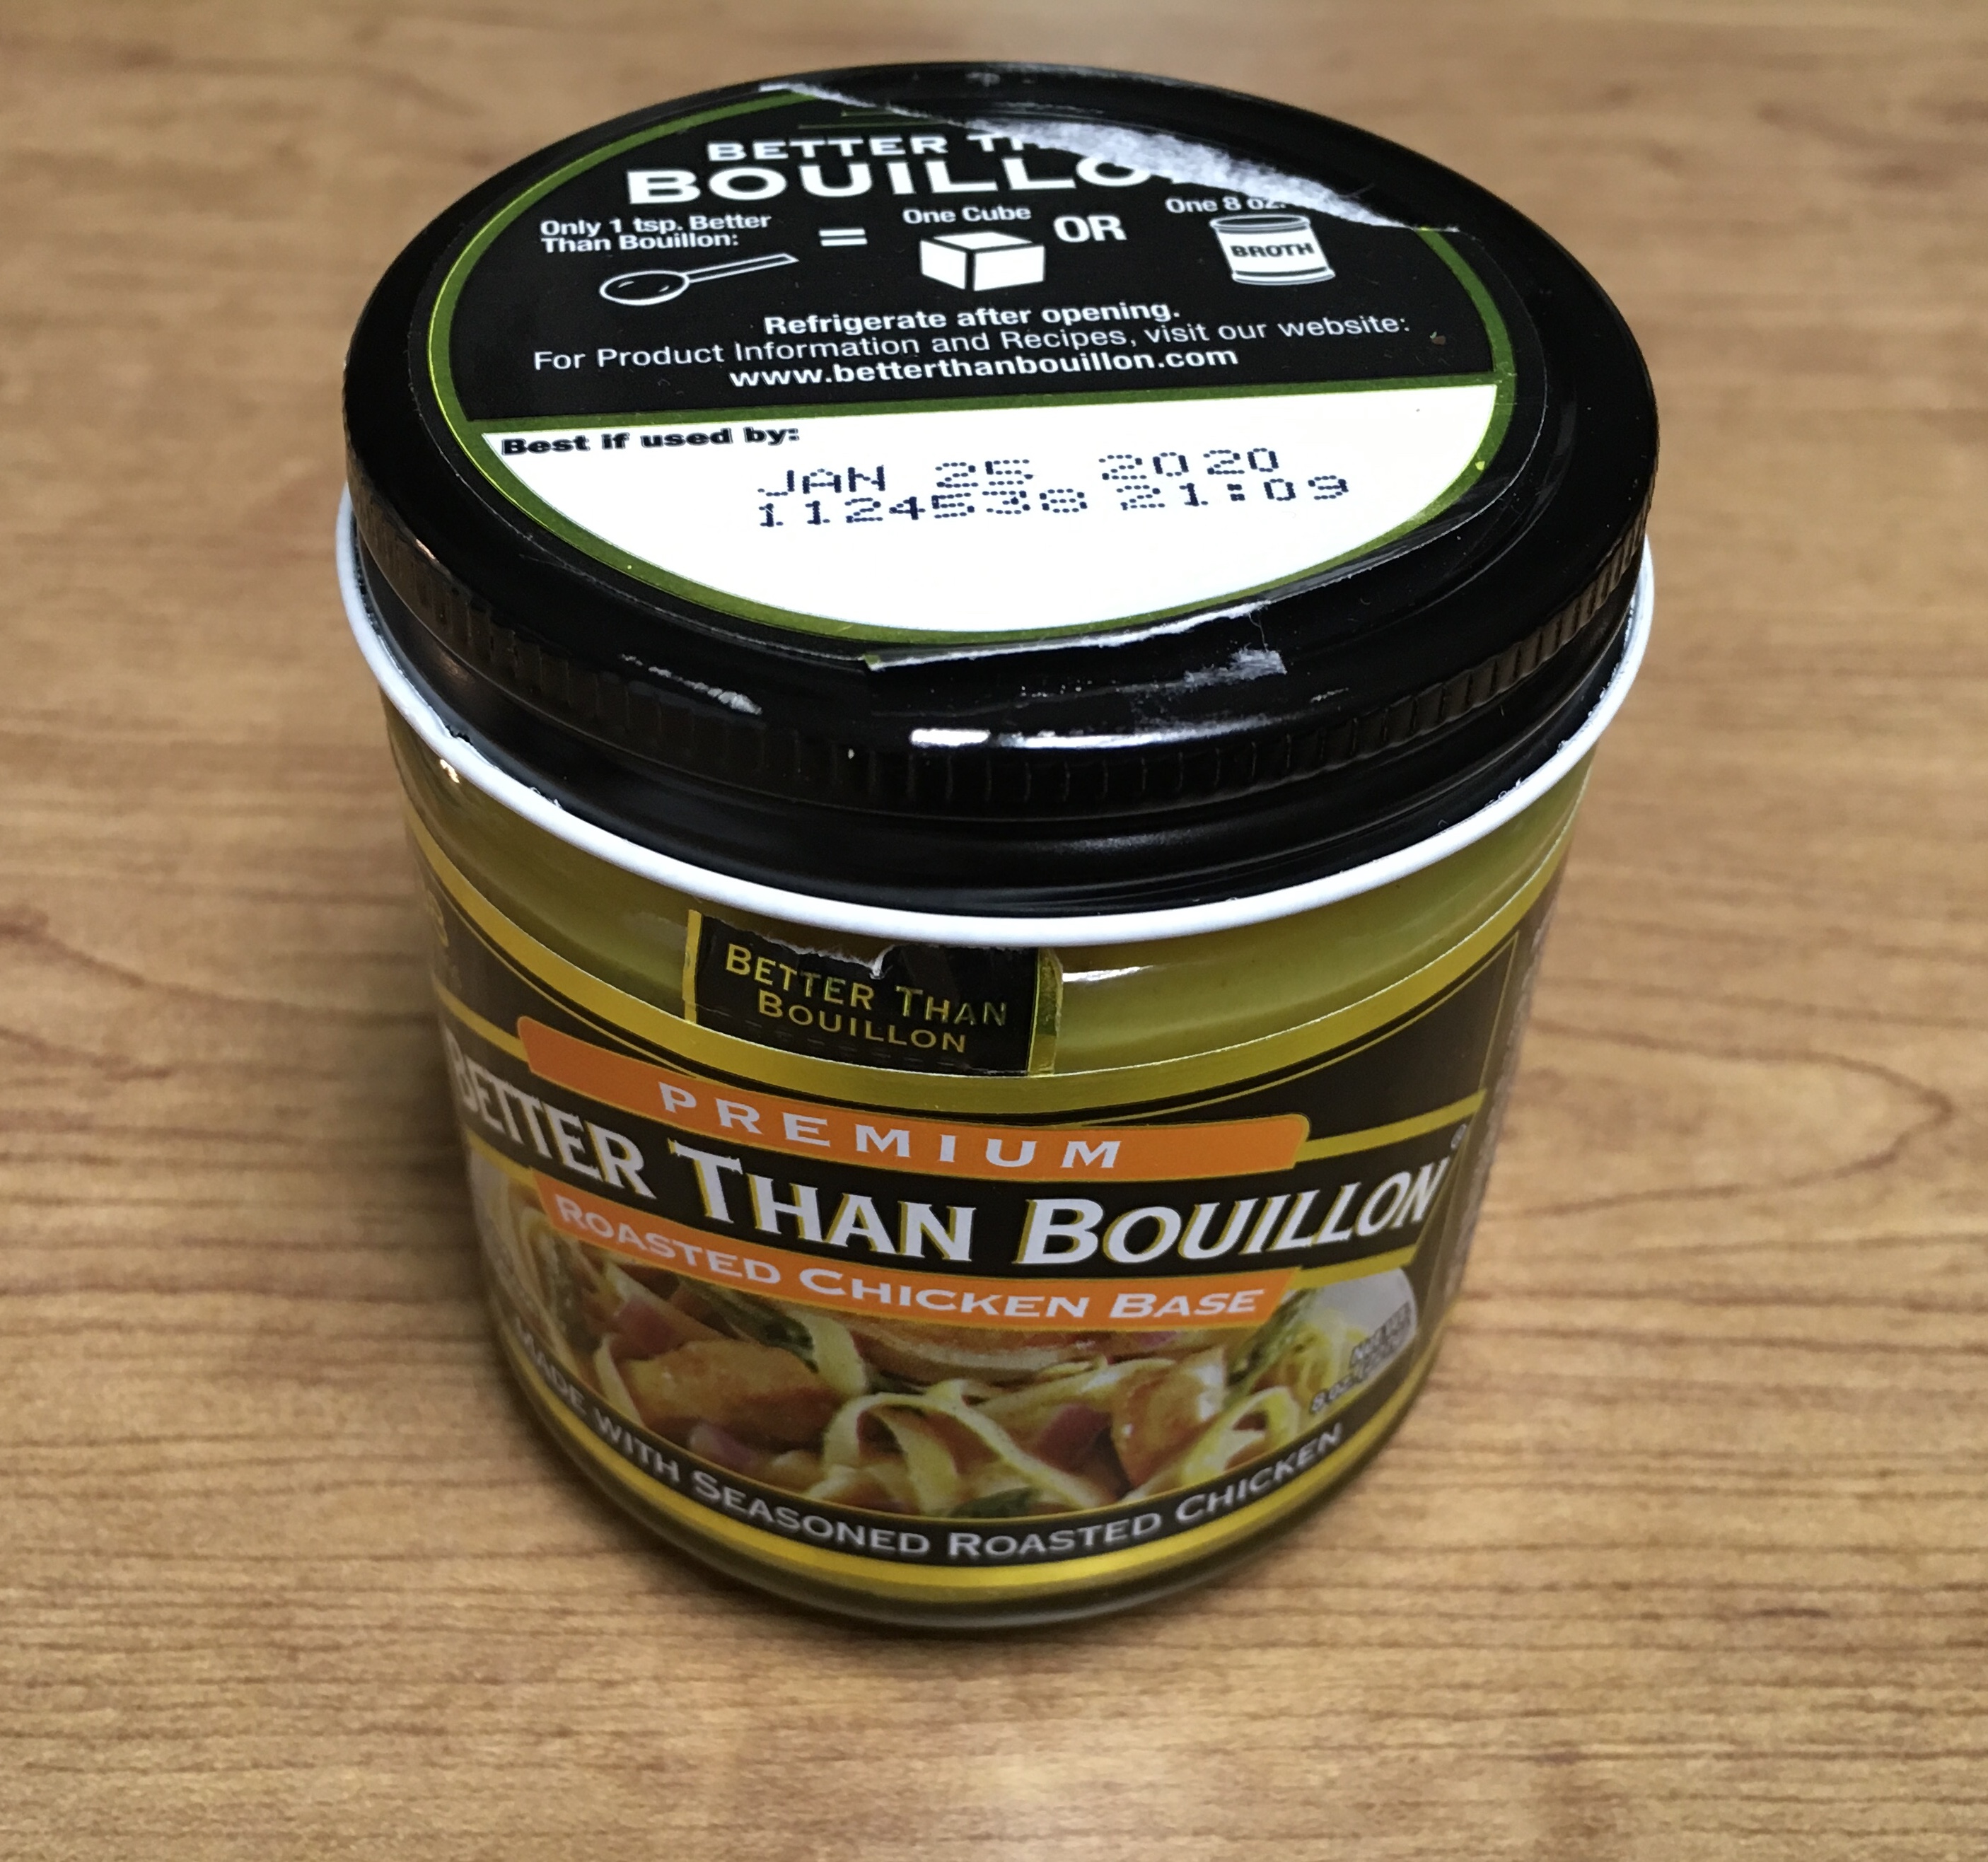 BETTER
BOUILLO
Only 1 tsp. Better
Than Bouillon:
=
One Cube
OR
One 8 oz.
BROTH
Refrigerate after opening.
For Product Information and Recipes, visit our website:
www.betterthanbouillon.com
Best if used by:
JAN 25 2020
1124538 21:09
BETTER THAN
BOUILLON
PREMIUM
BETTER THAN BOUILLON®
ROASTED CHICKEN BASE
8 oz
MADE WITH SEASONED ROASTED CHICKEN